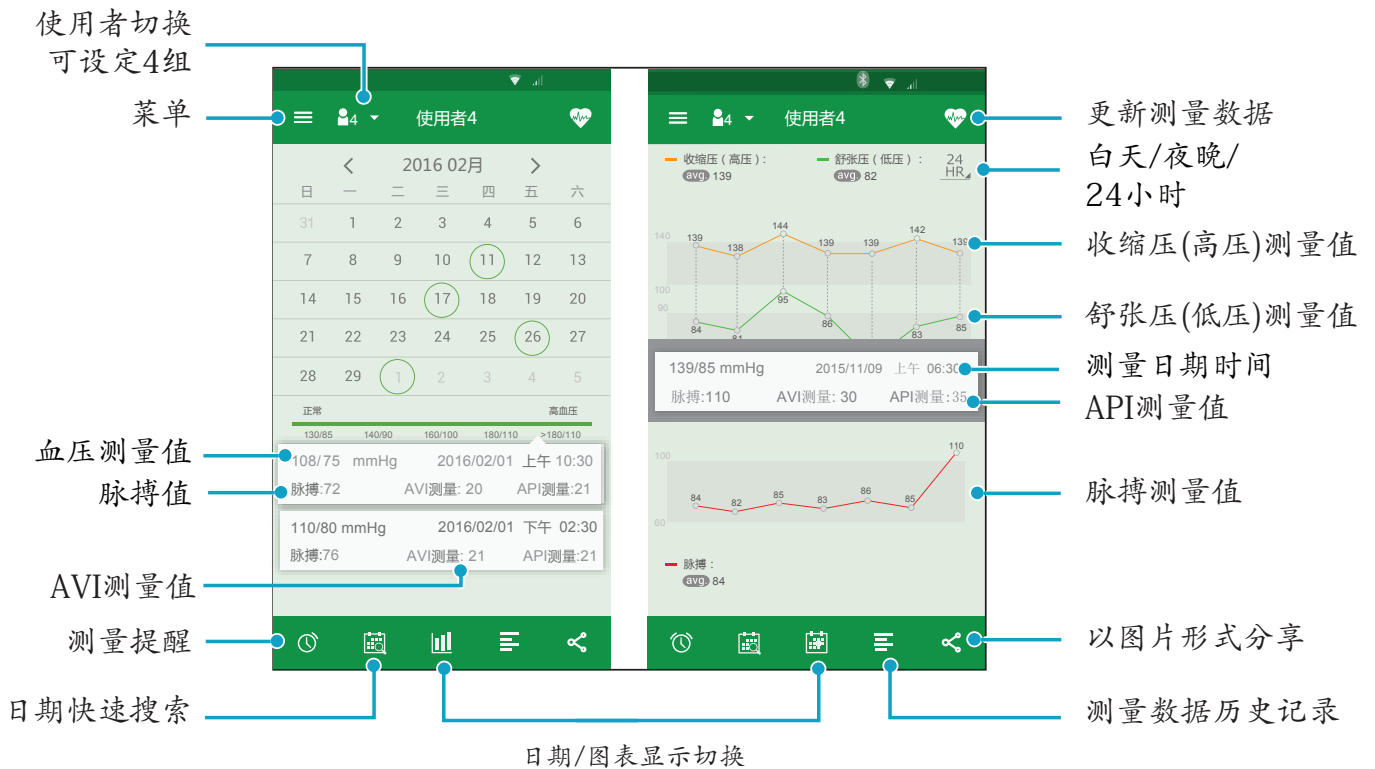 使用者切换
可设定4组
菜单
血压测量值
脉搏值
AVI测量值
测量提醒
日期快速搜索
4 使用者4
2016 02月
日 一 二 三 四 五 六
31 1 2 3 4 5 6
7 8 9 10 11 12 13
14 15 16 17 18 19 20
21 22 23 24 25 26 27
28 29 1 2 3 4 5
正常 高血压
130/85 140/90 160/100 180/110 >180/110
108/75 mmHg 2016/02/01 上午 10:30
脉搏:72 AVI测量: 20 API测量:21
110/80 mmHg 2016/02/01 下午 02:30
脉搏:76 AVI测量: 21 API测量:21
4 使用者4
收缩压(高压): 舒张压(低压): 24
avg. 139 avg. 82 HR
144
140 139 138 139 139 142 139
100
90 95
84 81 86 83 85
139/85 mmHg 2015/11/09 上午 06:30
脉搏:110 AVI测量: 30 API测量:35
110
100
84 82 85 83 86 85
60
脉搏:
avg. 84
更新测量数据
白天/夜晚/
24小时
收缩压(高压)测量值
舒张压(低压)测量值
测量日期时间
API测量值
脉搏测量值
以图片形式分享
测量数据历史记录
日期/图表显示切换